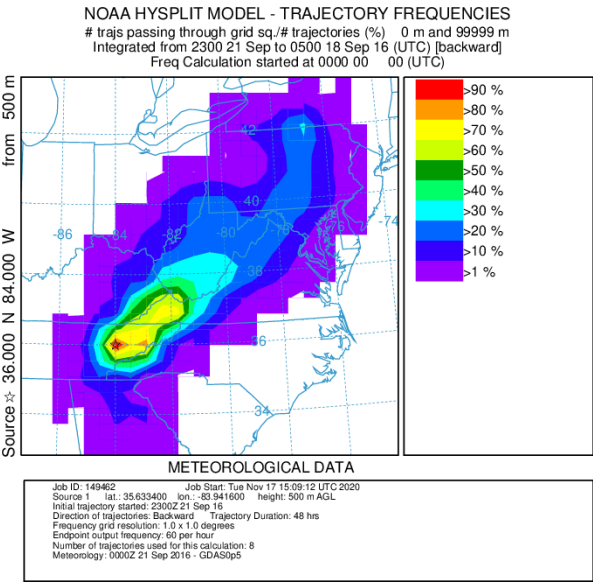 NOAA HYSPLIT MODEL - TRAJECTORY FREQUENCIES
# trajs passing through grid sq./# trajectories (%) 0 m and 99999 m
Integrated from 2300 21 Sep to 0500 18 Sep 16 (UTC) [backward]
Freq Calculation started at 0000 00 00 (UTC)
Source ☆ 36.000 N 84.000 W from 500 m
42
40
-86
-84
-82
-80
-76
-74
38
36
34
>90 %
>80 %
>70 %
>60 %
>50 %
>40 %
>30 %
>20 %
>10 %
>1 %
METEOROLOGICAL DATA
Job ID: 149462 Job Start: Tue Nov 17 15:09:12 UTC 2020
Source 1 lat.: 35.633400 lon.: -83.941600 height: 500 m AGL
Initial trajectory started: 2300Z 21 Sep 16
Direction of trajectories: Backward Trajectory Duration: 48 hrs
Frequency grid resolution: 1.0 x 1.0 degrees
Endpoint output frequency: 60 per hour
Number of trajectories used for this calculation: 8
Meteorology: 0000Z 21 Sep 2016 - GDAS0p5